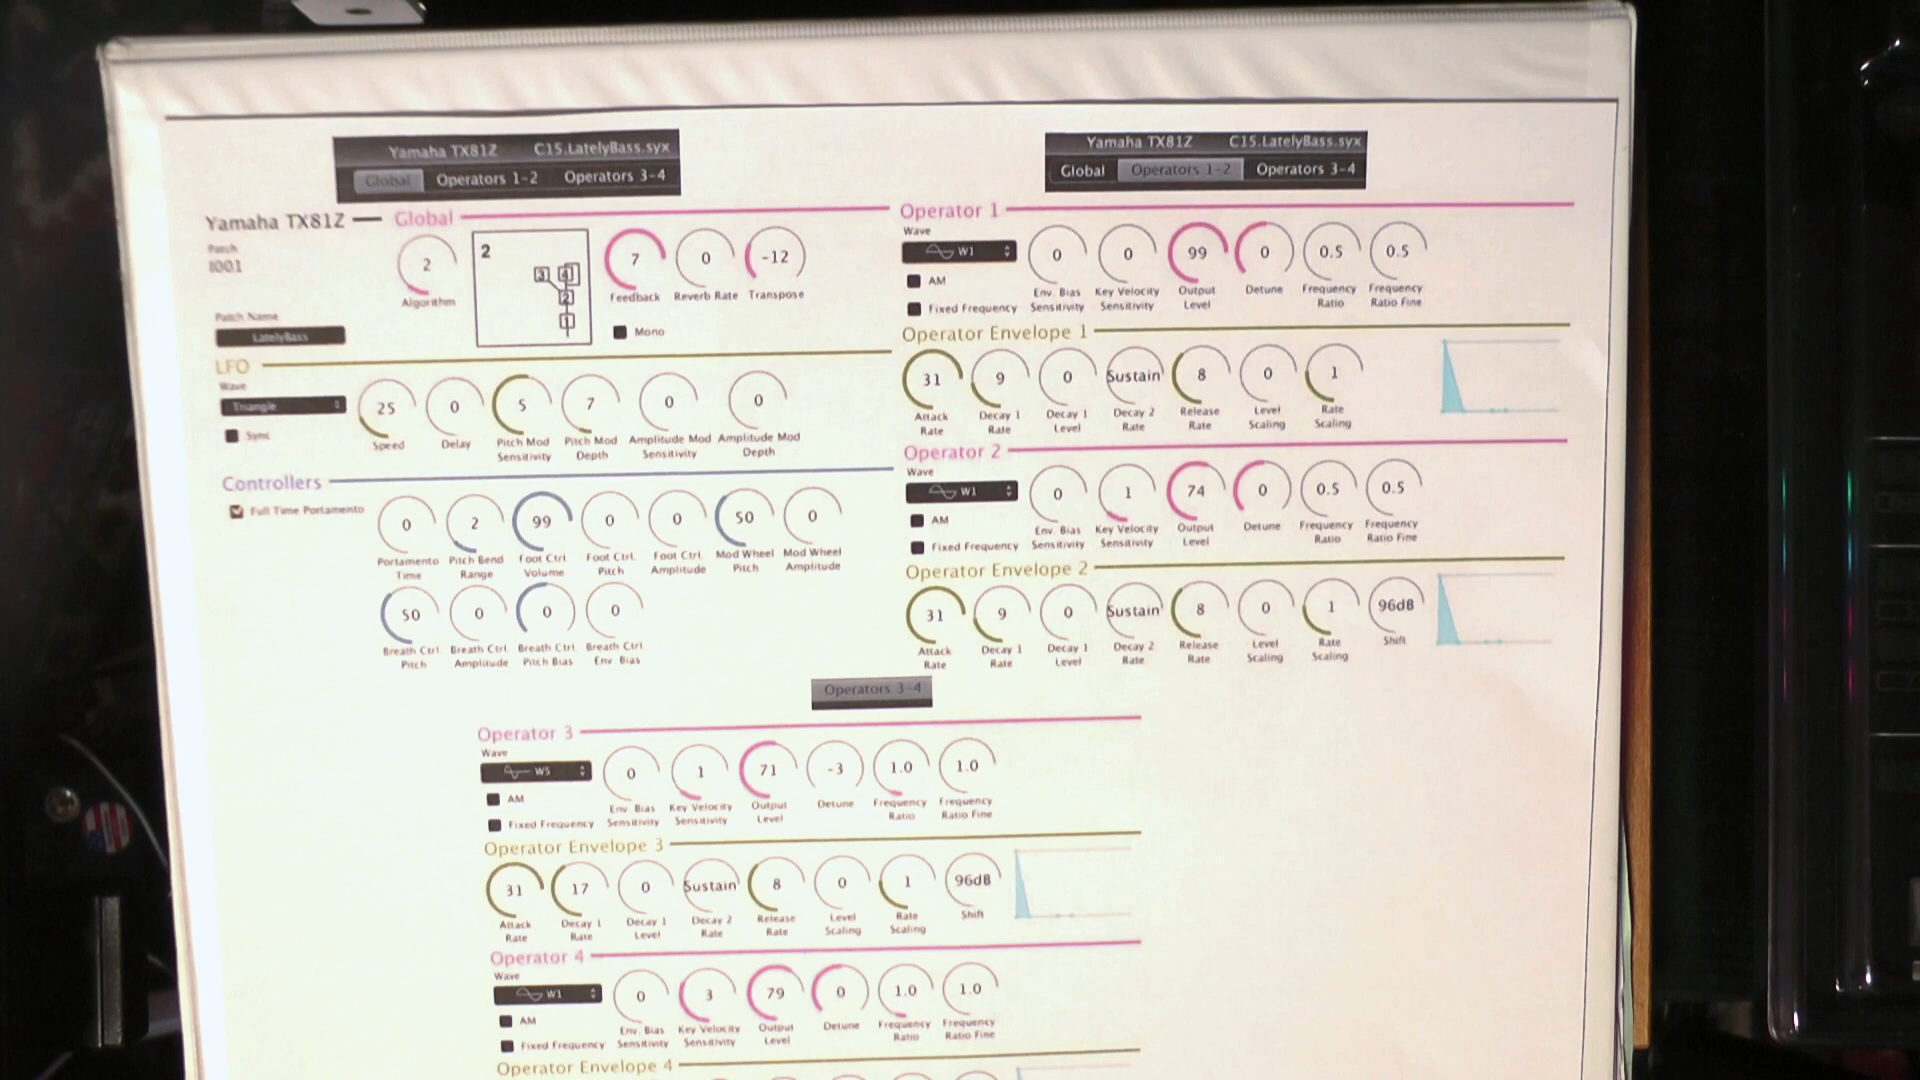 Yamaha TX81Z C15.LatelyBass.syx
Global Operators 1-2 Operators 3-4
Yamaha TX81Z Global
Patch
I001
2
Algorithm
2
3 4
2
1
7 0 -12
Feedback Reverb Rate Transpose
Mono
Patch Name
LatelyBass
LFO
Wave
Triangle
Sync
25 0 5 7 0 0
Speed Delay Pitch Mod Sensitivity Pitch Mod Depth Amplitude Mod Sensitivity Amplitude Mod Depth
Controllers
Full Time Portamento
0 2 99 0 0 50 0
Portamento Time Pitch Bend Range Foot Ctrl. Volume Foot Ctrl. Pitch Foot Ctrl. Amplitude Mod Wheel Pitch Mod Wheel Amplitude
50 0 0 0
Breath Ctrl. Pitch Breath Ctrl. Amplitude Breath Ctrl. Pitch Bias Breath Ctrl. Env. Bias
Yamaha TX81Z C15.LatelyBass.syx
Global Operators 1-2 Operators 3-4
Operator 1
Wave
W1
AM
Fixed Frequency
0 0 99 0 0.5 0.5
Env. Bias Sensitivity Key Velocity Sensitivity Output Level Detune Frequency Ratio Frequency Ratio Fine
Operator Envelope 1
31 9 0 Sustain 8 0 1
Attack Rate Decay 1 Rate Decay 1 Level Decay 2 Rate Release Rate Level Scaling Rate Scaling
Operator 2
Wave
W1
AM
Fixed Frequency
0 1 74 0 0.5 0.5
Env. Bias Sensitivity Key Velocity Sensitivity Output Level Detune Frequency Ratio Frequency Ratio Fine
Operator Envelope 2
31 9 0 Sustain 8 0 1 96dB
Attack Rate Decay 1 Rate Decay 1 Level Decay 2 Rate Release Rate Level Scaling Rate Scaling Shift
Operators 3-4
Operator 3
Wave
W5
AM
Fixed Frequency
0 1 71 -3 1.0 1.0
Env. Bias Sensitivity Key Velocity Sensitivity Output Level Detune Frequency Ratio Frequency Ratio Fine
Operator Envelope 3
31 17 0 Sustain 8 0 1 96dB
Attack Rate Decay 1 Rate Decay 1 Level Decay 2 Rate Release Rate Level Scaling Rate Scaling Shift
Operator 4
Wave
W1
AM
Fixed Frequency
0 3 79 0 1.0 1.0
Env. Bias Sensitivity Key Velocity Sensitivity Output Level Detune Frequency Ratio Frequency Ratio Fine
Operator Envelope 4